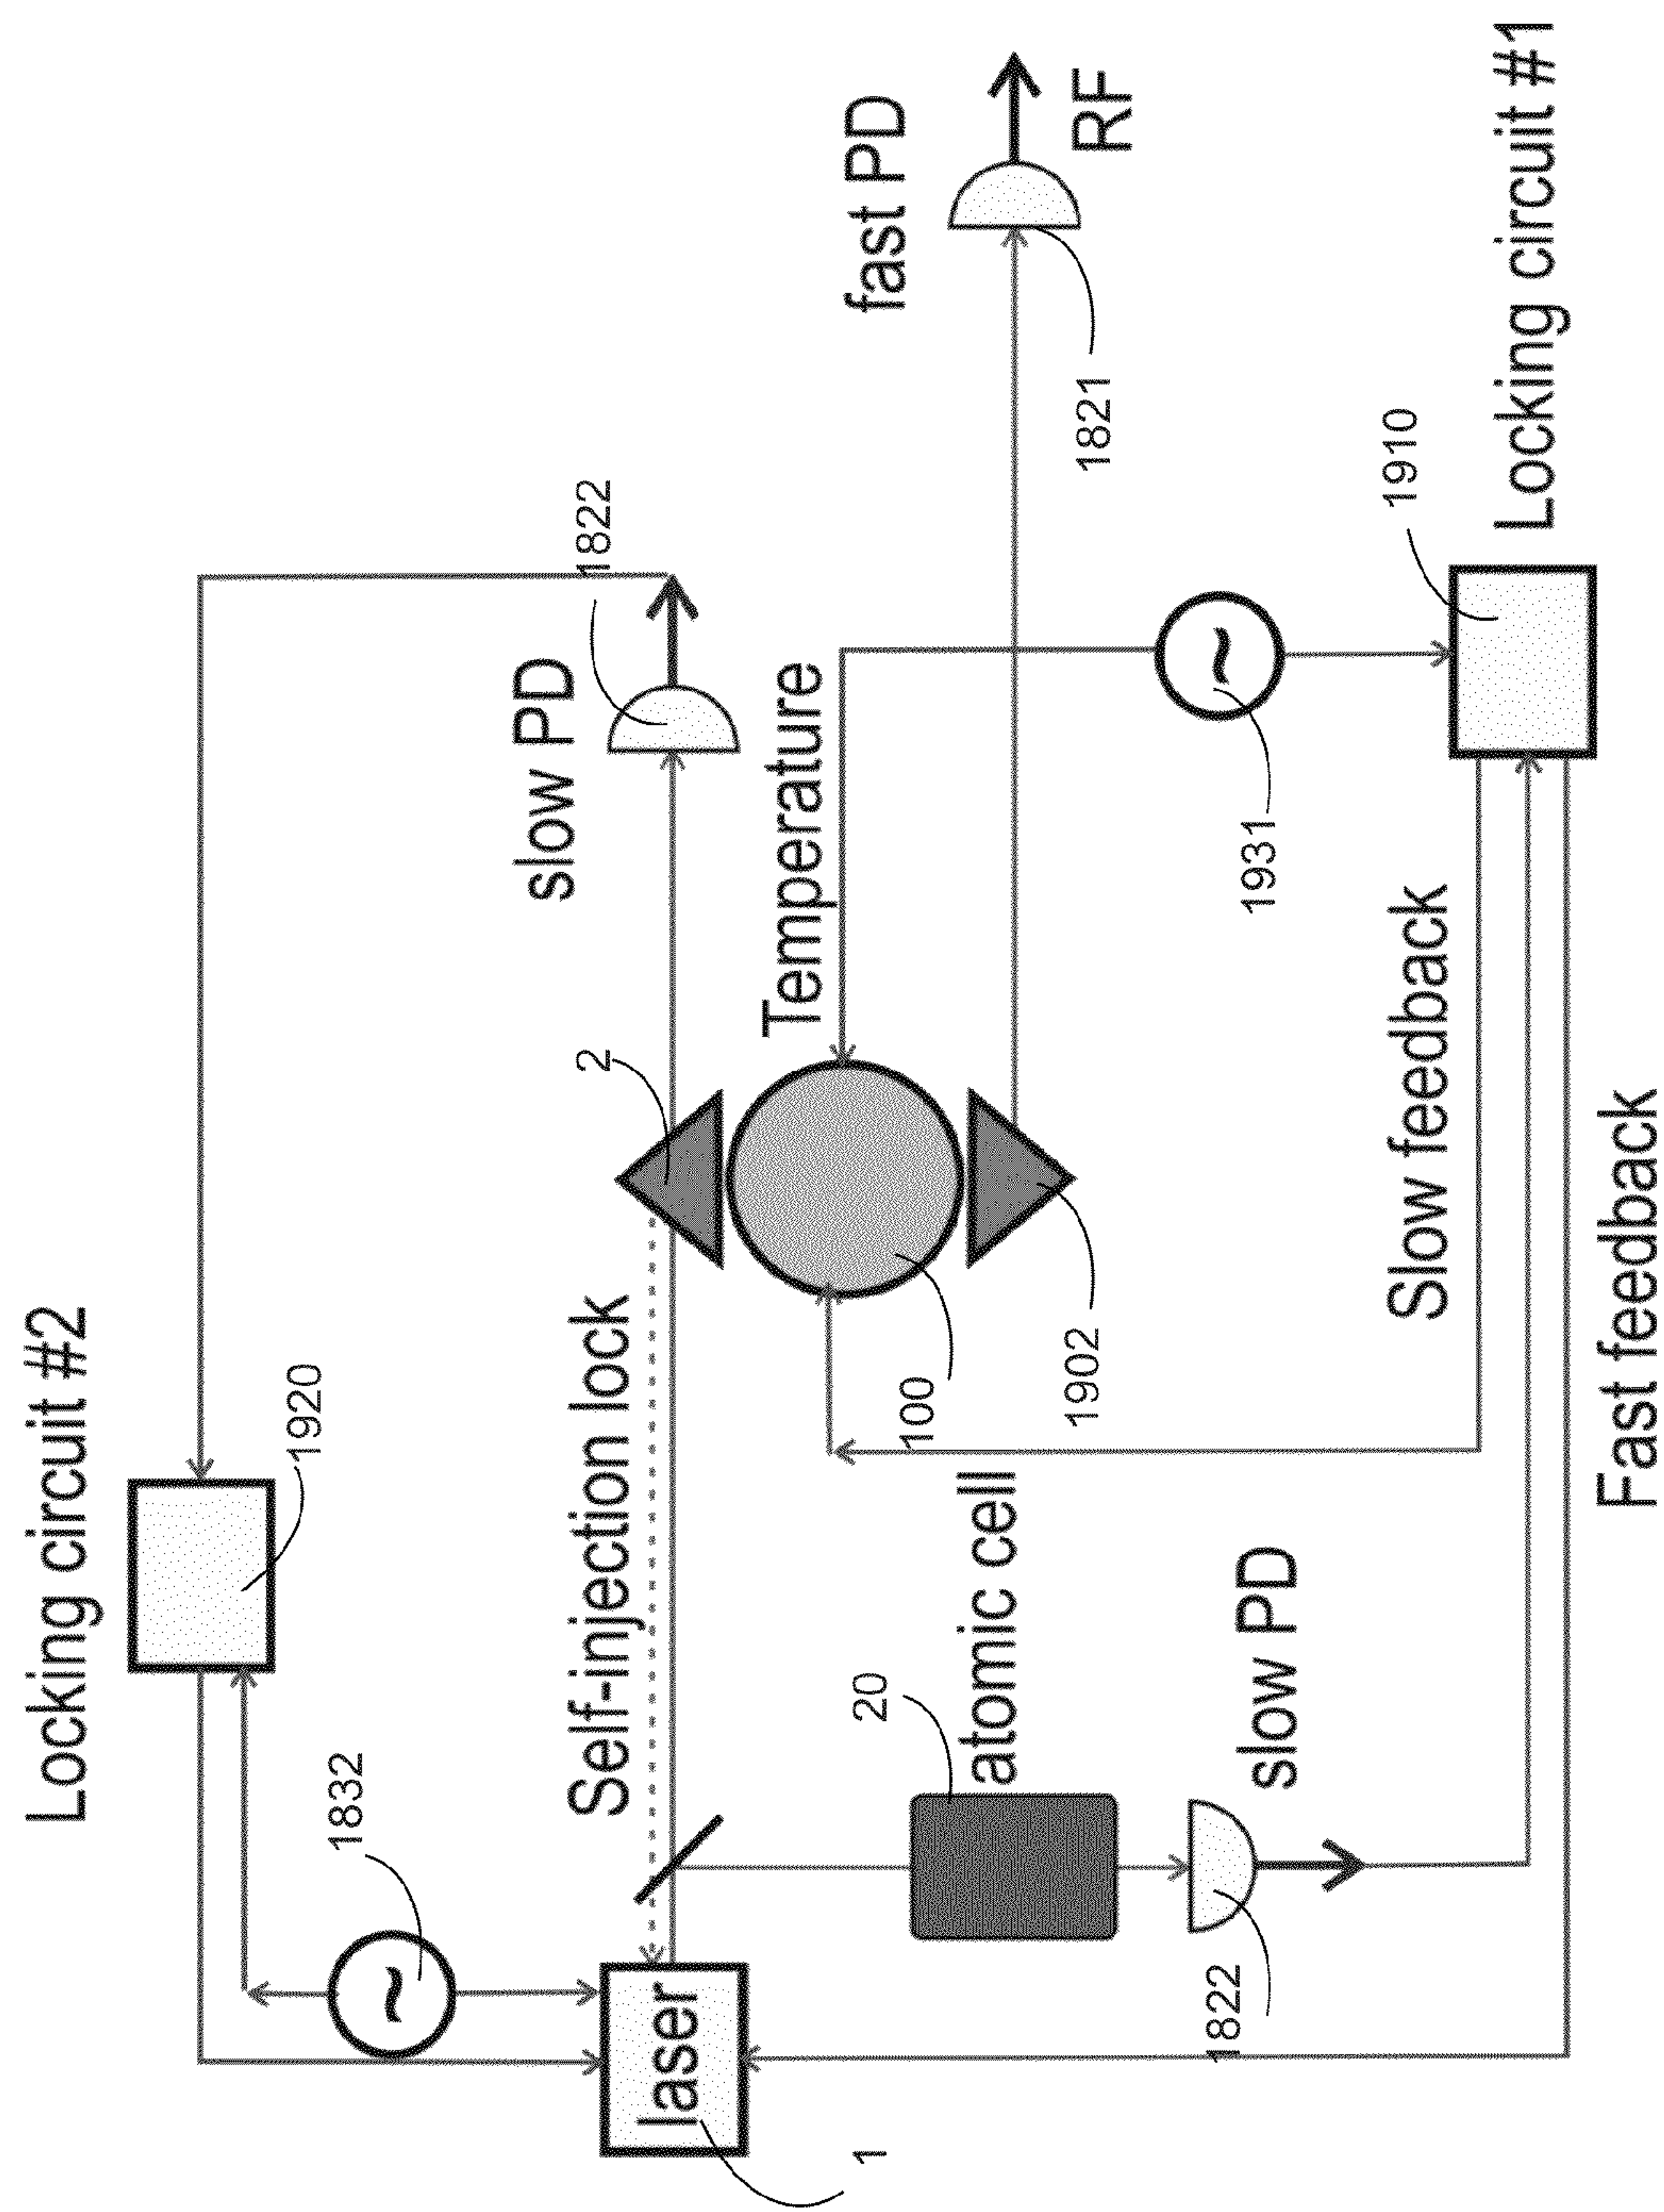 Locking circuit #2
1920
1832
Self-injection lock
slow PD
1822
2
Temperature
fast PD
RF
1821
laser
1
20
atomic cell
100
1902
slow PD
1822
1931
1910
Locking circuit #1
Slow feedback
Fast feedback
~
~